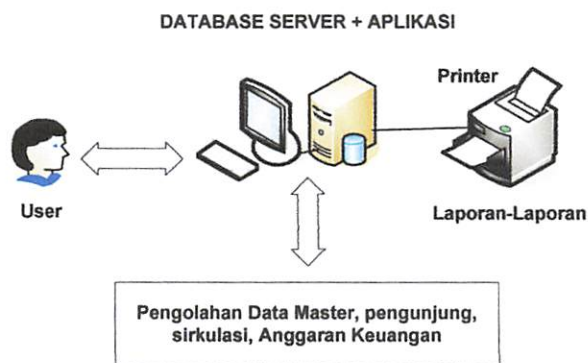 DATABASE SERVER + APLIKASI
Printer
User
Laporan-Laporan
Pengolahan Data Master, pengunjung,
sirkulasi, Anggaran Keuangan